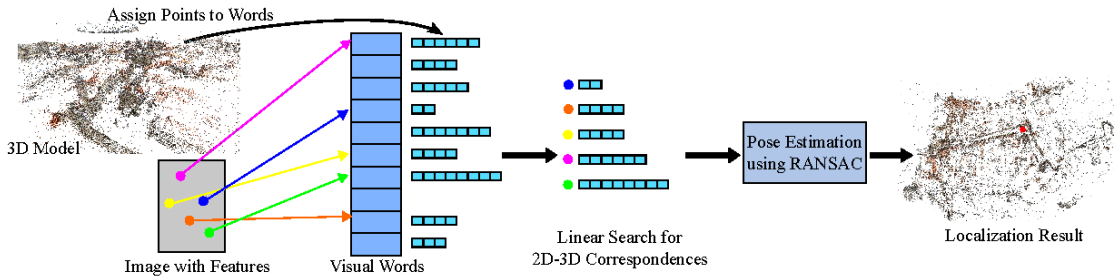 Assign Points to Words
3D Model
Image with Features
Visual Words
Linear Search for
2D-3D Correspondences
Pose Estimation
using RANSAC
Localization Result